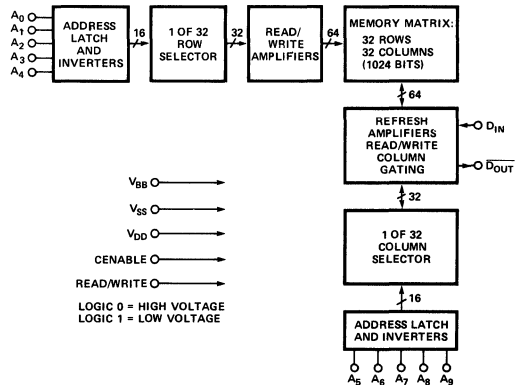 A0
A1
A2
A3
A4
ADDRESS
LATCH
AND
INVERTERS
16
1 OF 32
ROW
SELECTOR
32
READ/
WRITE
AMPLIFIERS
64
MEMORY MATRIX:
32 ROWS
32 COLUMNS
(1024 BITS)
64
REFRESH
AMPLIFIERS
READ/WRITE
COLUMN
GATING
DIN
DOUT
32
1 OF 32
COLUMN
SELECTOR
16
ADDRESS LATCH
AND INVERTERS
A5 A6 A7 A8 A9
VBB
VSS
VDD
CENABLE
READ/WRITE
LOGIC 0 = HIGH VOLTAGE
LOGIC 1 = LOW VOLTAGE